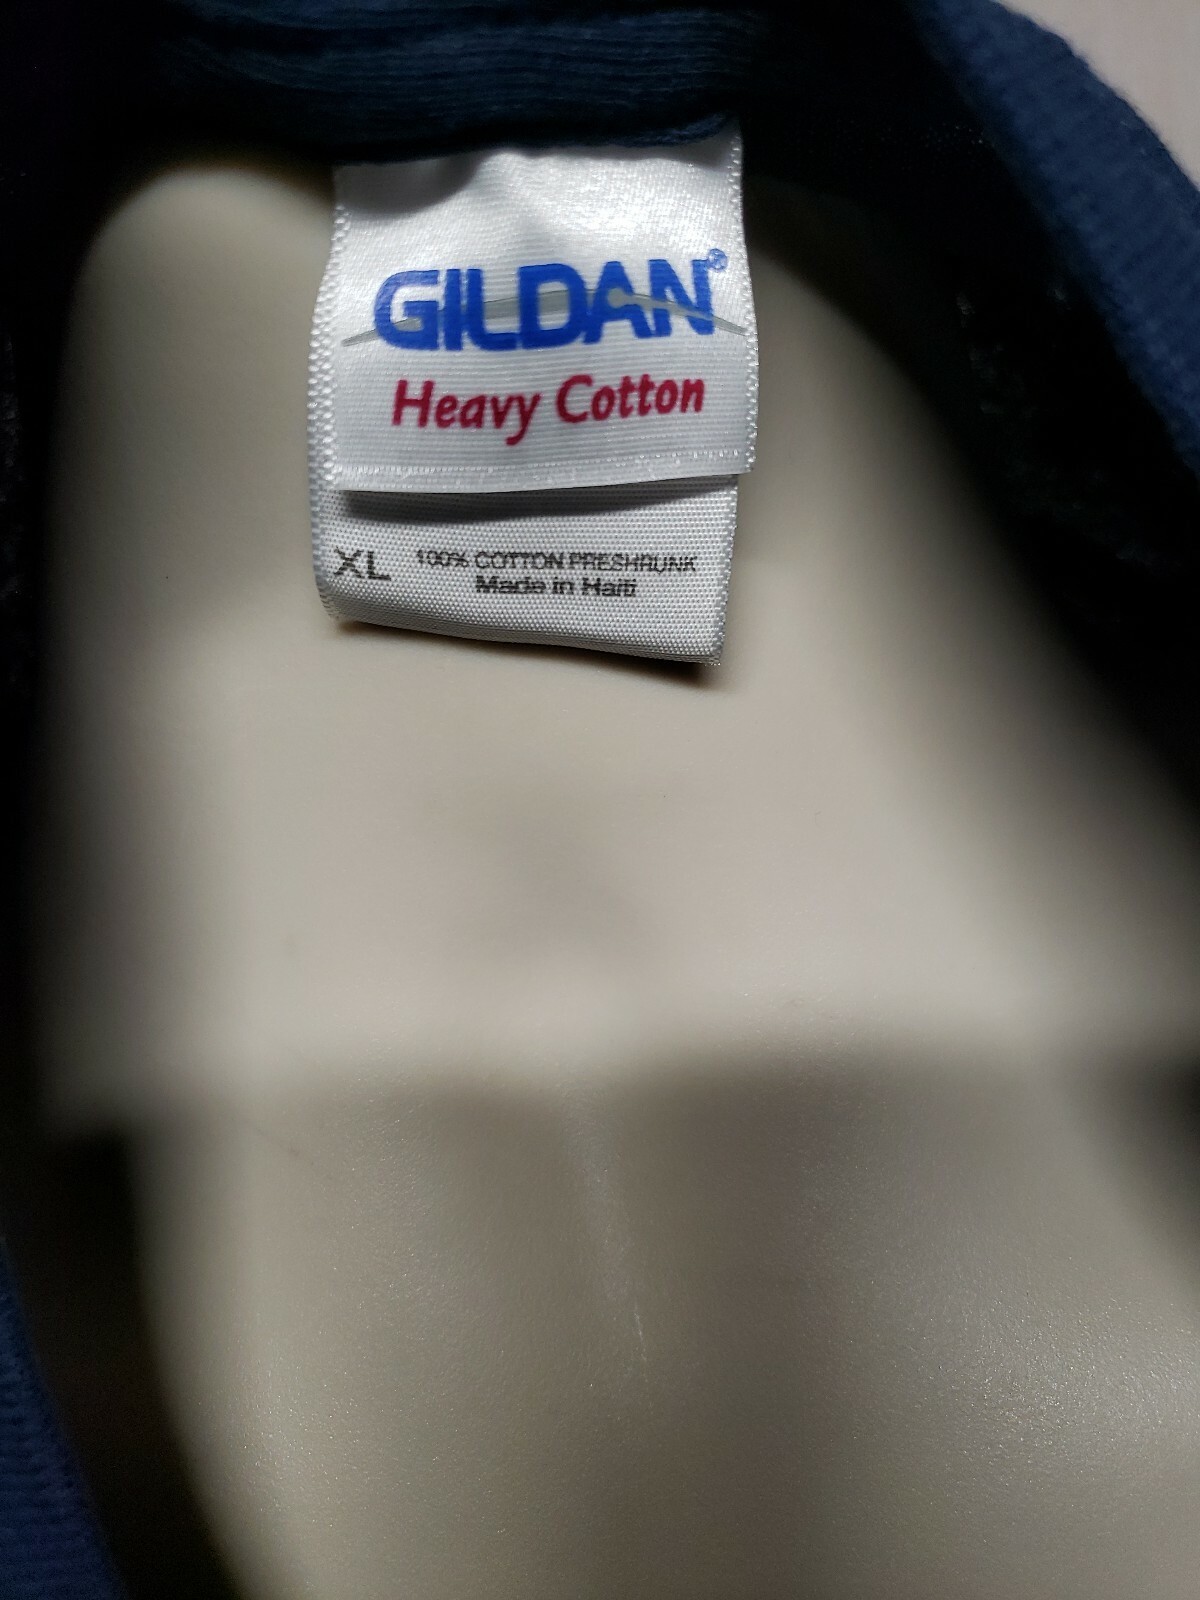 GILDAN®
Heavy Cotton
XL 100% COTTON PRESHRUNK
Made in Haiti